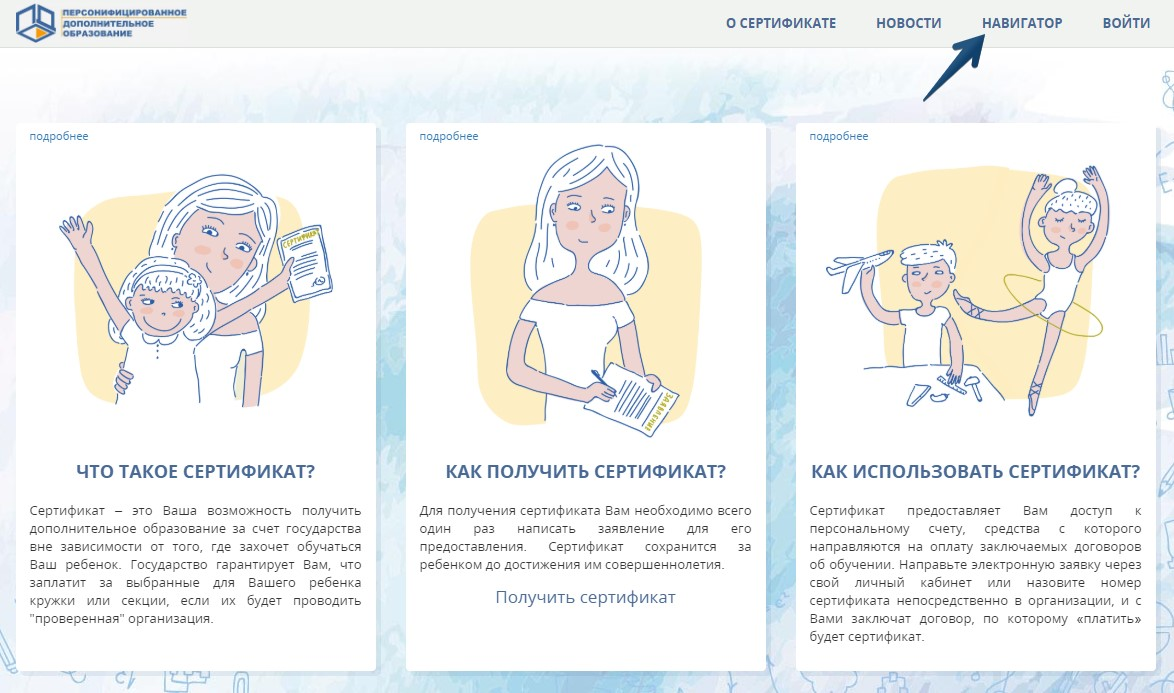 ПЕРСОНИФИЦИРОВАННОЕ
ДОПОЛНИТЕЛЬНОЕ
ОБРАЗОВАНИЕ
О СЕРТИФИКАТЕ НОВОСТИ НАВИГАТОР ВОЙТИ
подробнее
СЕРТИФИКАТ
ЧТО ТАКОЕ СЕРТИФИКАТ?
Сертификат – это Ваша возможность получить
дополнительное образование за счет государства
вне зависимости от того, где захочет обучаться
Ваш ребенок. Государство гарантирует Вам, что
заплатит за выбранные для Вашего ребенка
кружки или секции, если их будет проводить
"проверенная" организация.
подробнее
ЗАЯВЛЕНИЕ
КАК ПОЛУЧИТЬ СЕРТИФИКАТ?
Для получения сертификата Вам необходимо всего
один раз написать заявление для его
предоставления. Сертификат сохранится за
ребенком до достижения им совершеннолетия.
Получить сертификат
подробнее
КАК ИСПОЛЬЗОВАТЬ СЕРТИФИКАТ?
Сертификат предоставляет Вам доступ к
персональному счету, средства с которого
направляются на оплату заключаемых договоров
об обучении. Направьте электронную заявку через
свой личный кабинет или назовите номер
сертификата непосредственно в организации, и с
Вами заключат договор, по которому «платить»
будет сертификат.